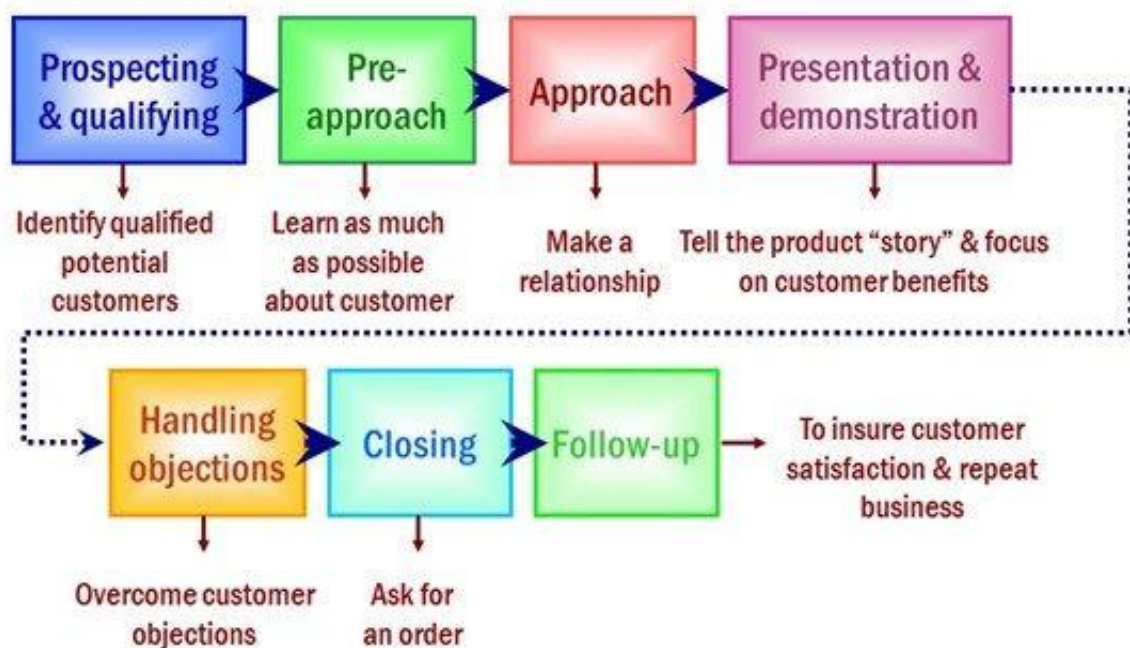 Prospecting
& qualifying
Pre-
approach
Approach
Presentation &
demonstration
Identify qualified
potential
customers
Learn as much
as possible
about customer
Make a
relationship
Tell the product “story” & focus
on customer benefits
Handling
objections
Closing
Follow-up
To insure customer
satisfaction & repeat
business
Overcome customer
objections
Ask for
an order